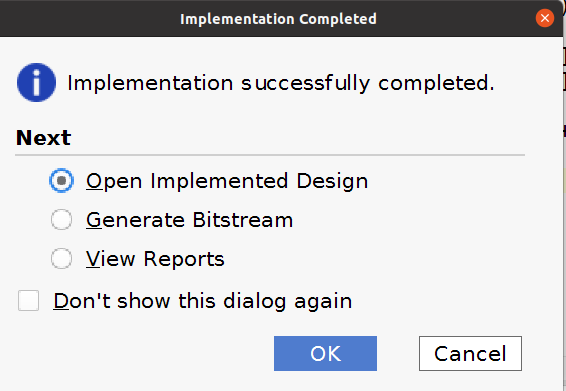 Implementation Completed
Implementation successfully completed.
Next
Open Implemented Design
Generate Bitstream
View Reports
Don't show this dialog again
OK
Cancel